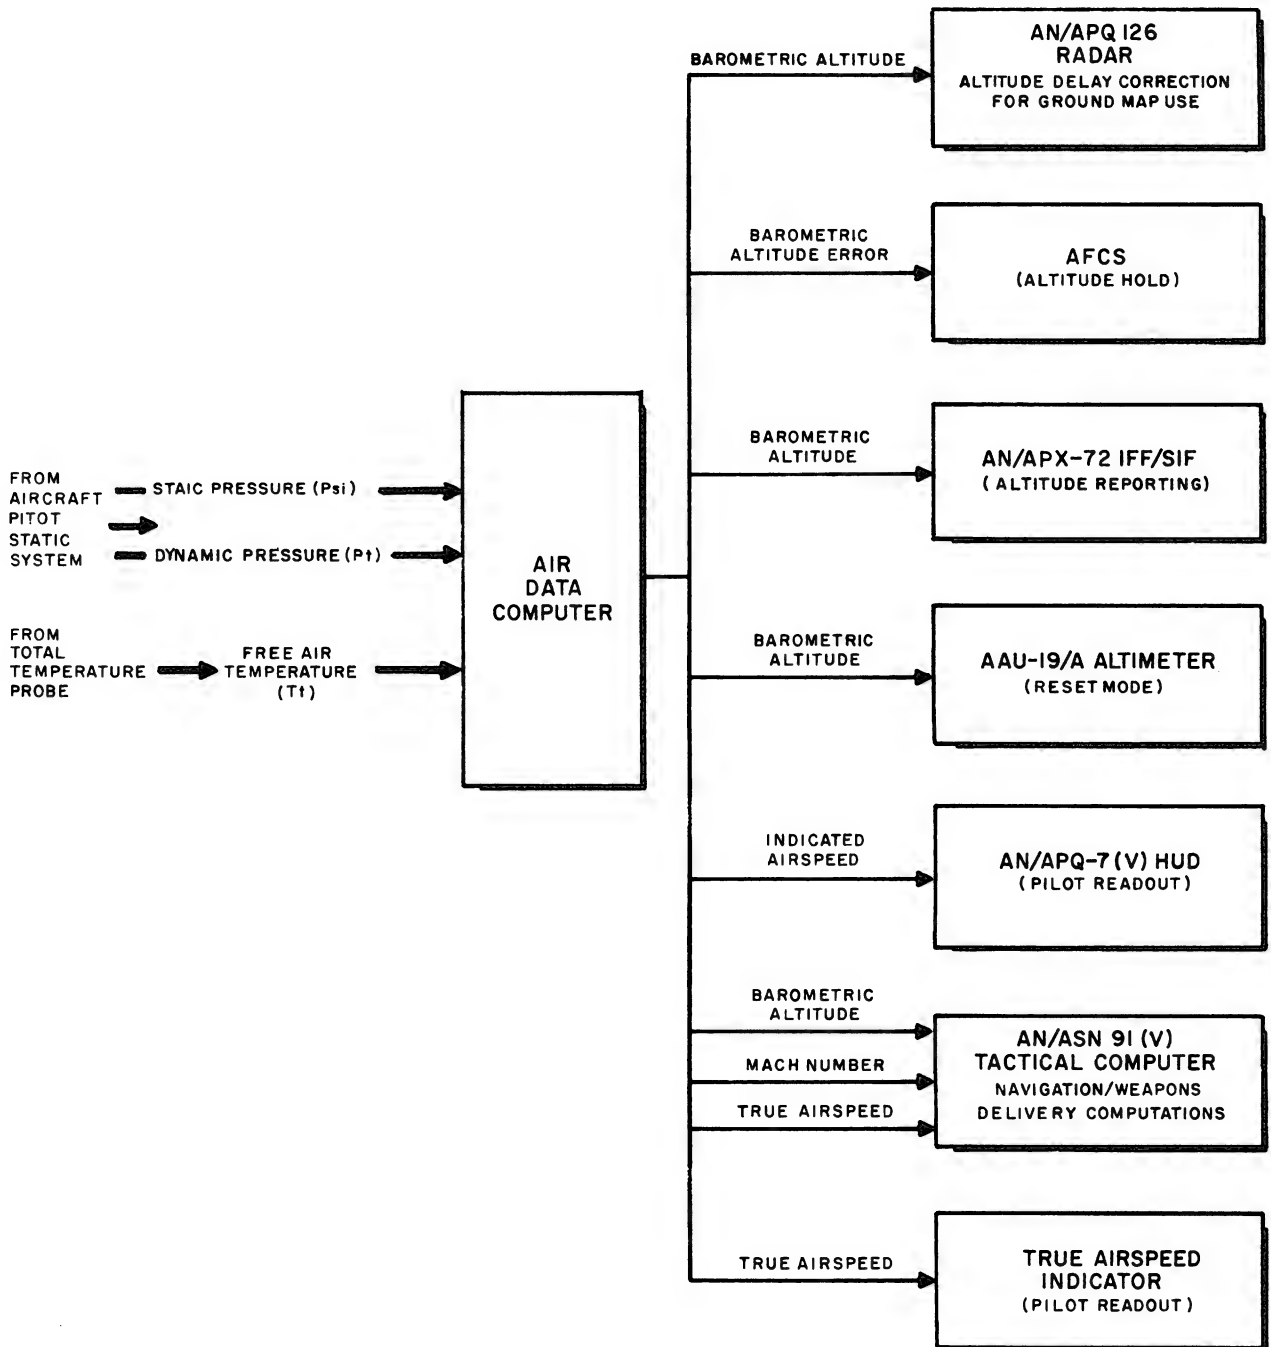 FROM
AIRCRAFT
PITOT
STATIC
SYSTEM
STAIC PRESSURE (Psi)
DYNAMIC PRESSURE (Pt)
FROM
TOTAL
TEMPERATURE
PROBE
FREE AIR
TEMPERATURE
(Tt)
AIR
DATA
COMPUTER
BAROMETRIC ALTITUDE
AN/APQ 126
RADAR
ALTITUDE DELAY CORRECTION
FOR GROUND MAP USE
BAROMETRIC
ALTITUDE ERROR
AFCS
(ALTITUDE HOLD)
BAROMETRIC
ALTITUDE
AN/APX-72 IFF/SIF
(ALTITUDE REPORTING)
BAROMETRIC
ALTITUDE
AAU-19/A ALTIMETER
(RESET MODE)
INDICATED
AIRSPEED
AN/APQ-7 (V) HUD
(PILOT READOUT)
BAROMETRIC
ALTITUDE
MACH NUMBER
TRUE AIRSPEED
AN/ASN 91 (V)
TACTICAL COMPUTER
NAVIGATION/WEAPONS
DELIVERY COMPUTATIONS
TRUE AIRSPEED
TRUE AIRSPEED
INDICATOR
(PILOT READOUT)